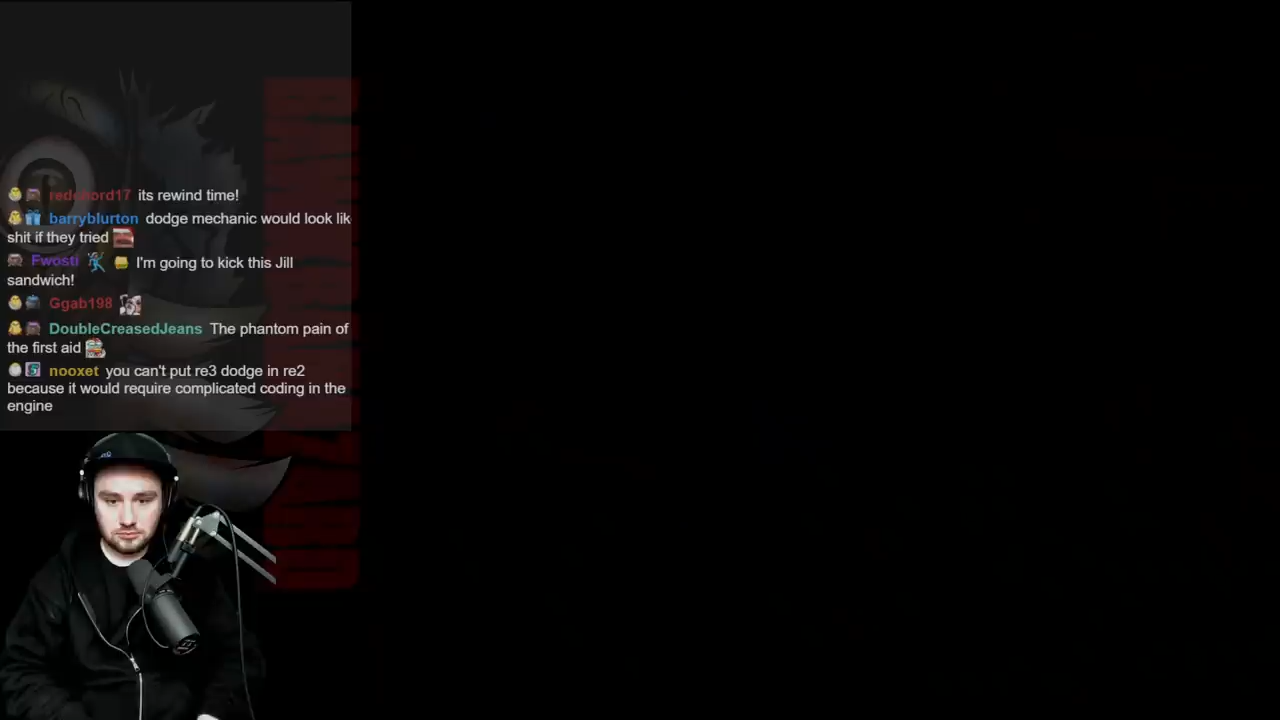 redchord17 its rewind time!
barryblurton dodge mechanic would look lik
shit if they tried
Fwosti I'm going to kick this Jill
sandwich!
Ggab198
DoubleCreasedJeans The phantom pain of
the first aid
nooxet you can't put re3 dodge in re2
because it would require complicated coding in the
engine